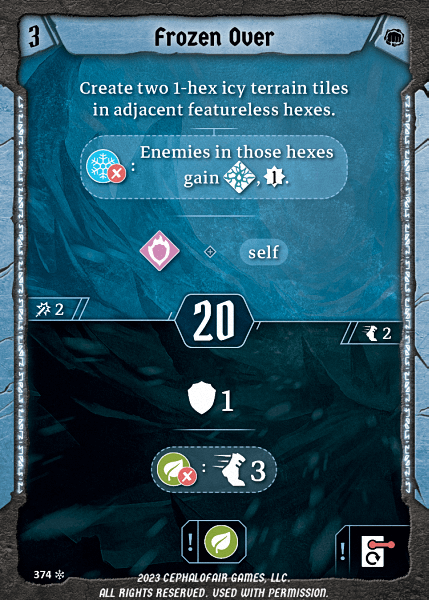 3
Frozen Over
Create two 1-hex icy terrain tiles
in adjacent featureless hexes.
: Enemies in those hexes
gain , 1.
self
2
20
2
1
: 3
!
!
374
2023 CEPHALOFAIR GAMES, LLC.
ALL RIGHTS RESERVED. USED WITH PERMISSION.